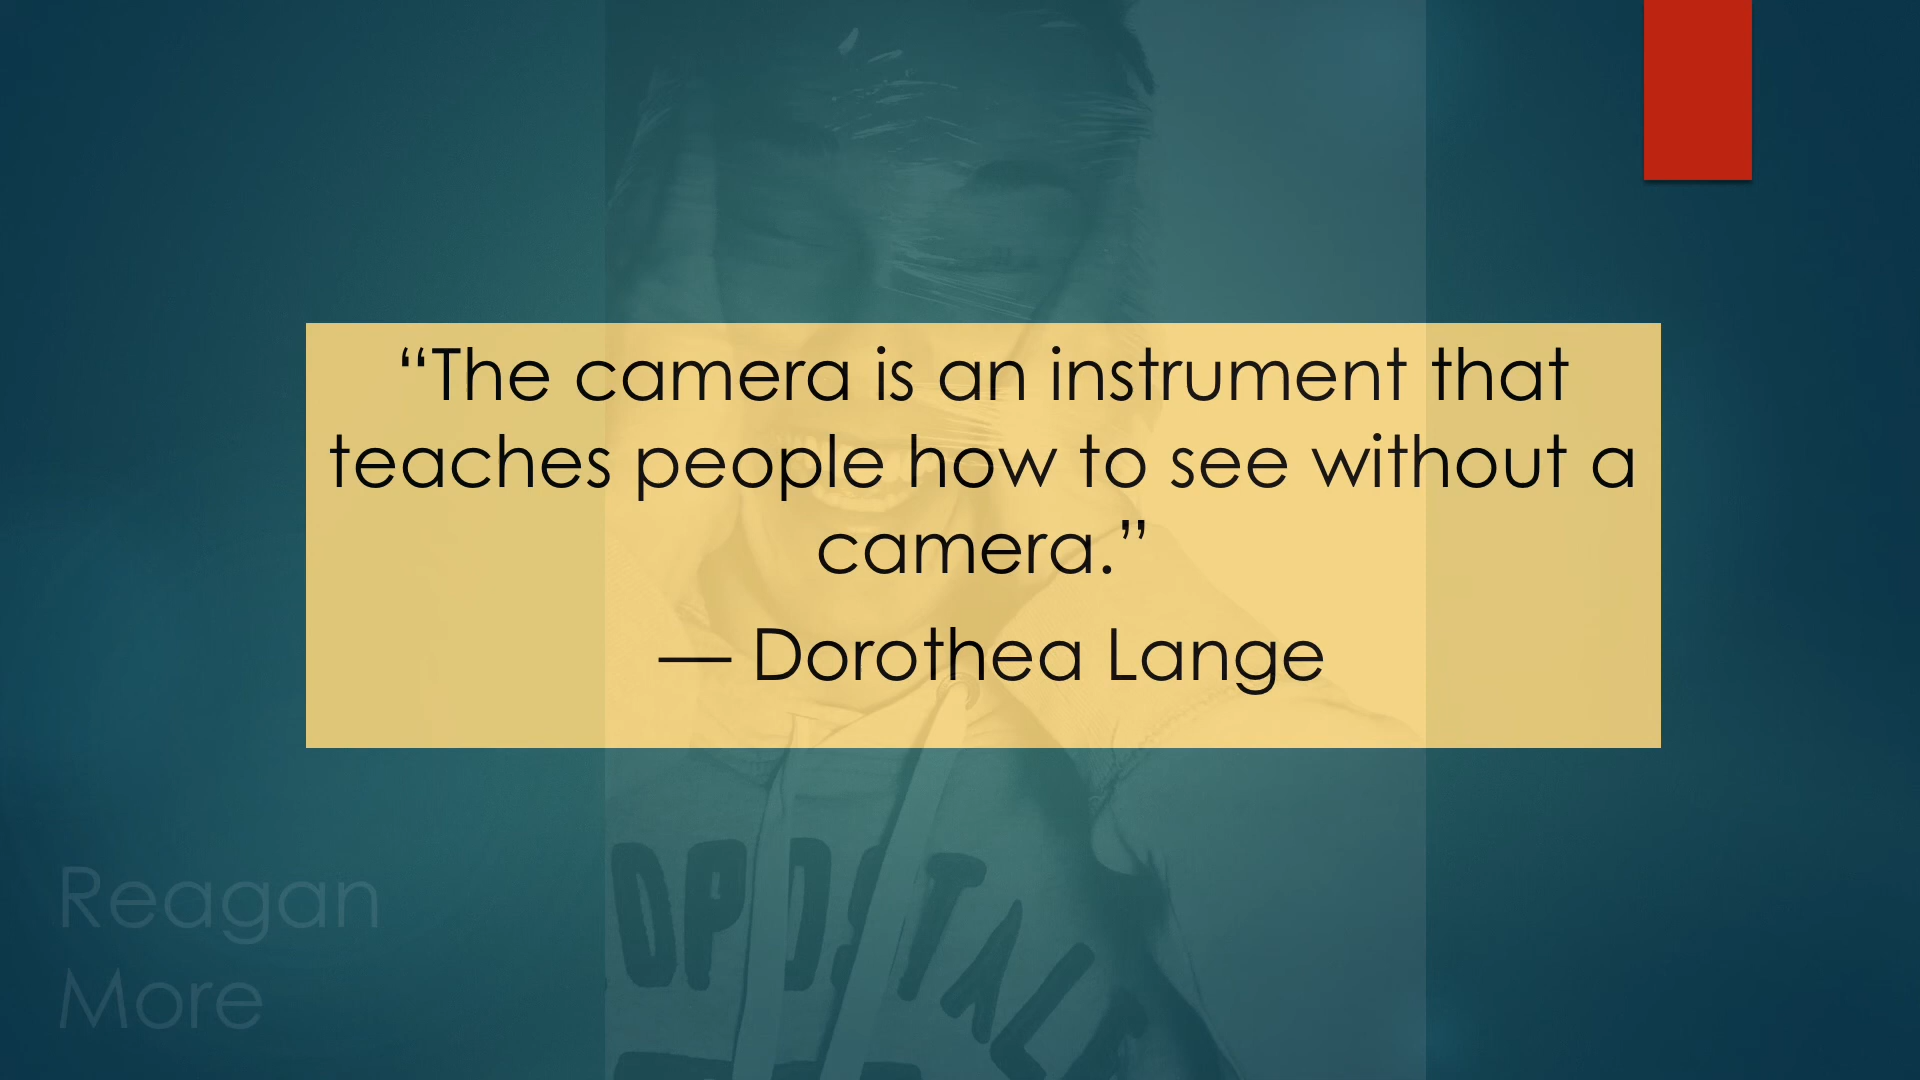 “The camera is an instrument that
teaches people how to see without a
camera.”
— Dorothea Lange
Reagan
More